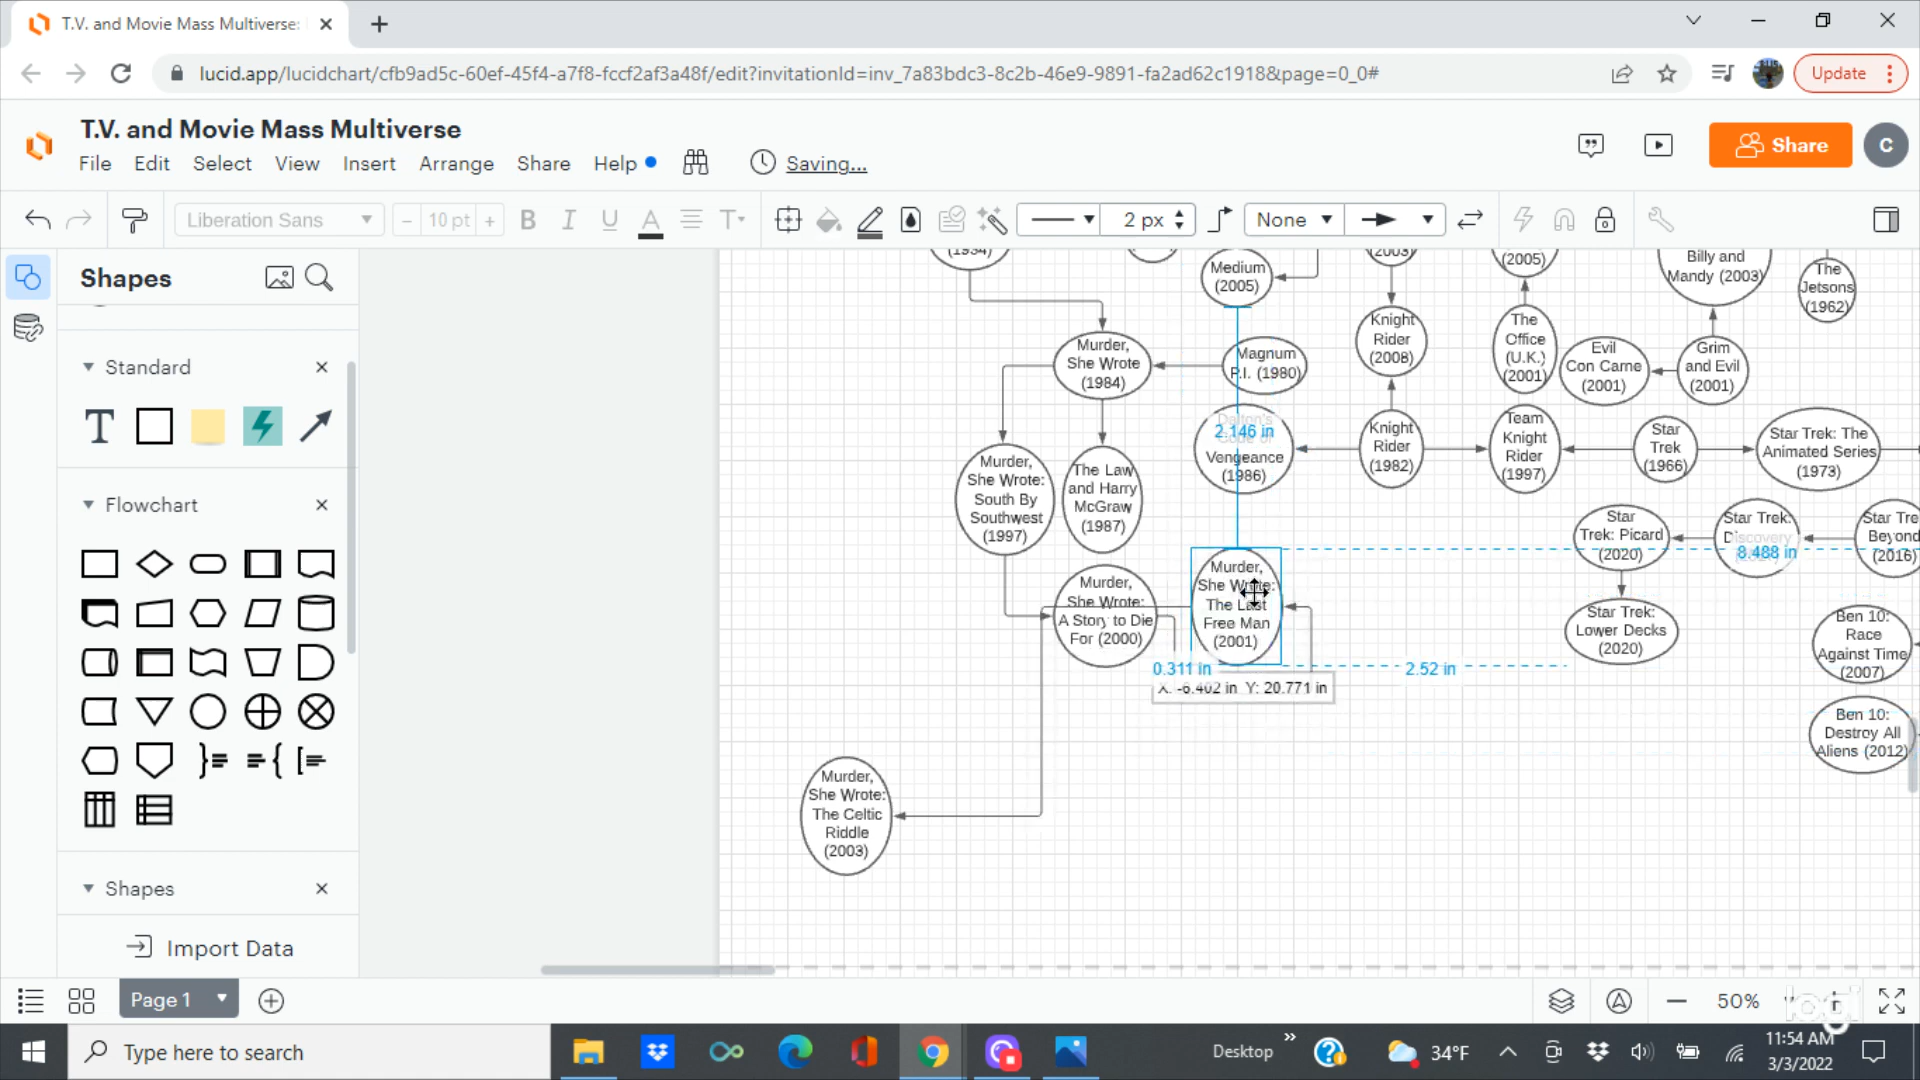 T.V. and Movie Mass Multiverse:
lucid.app/lucidchart/cfb9ad5c-60ef-45f4-a7f8-fccf2af3a48f/edit?invitationId=inv_7a83bdc3-8c2b-46e9-9891-fa2ad62c1918&page=0_0#
Update
T.V. and Movie Mass Multiverse
File Edit Select View Insert Arrange Share Help
Saving...
Share
C
Liberation Sans
10 pt
B I U A T
2 px
None
Shapes
Standard
T
Flowchart
Shapes
Import Data
(1934)
Medium
(2005)
(2003)
(2005)
Billy and
Mandy (2003)
The
Jetsons
(1962)
Murder,
She Wrote
(1984)
Magnum
P.I. (1980)
Knight
Rider
(2008)
The
Office
(U.K.)
(2001)
Evil
Con Carne
(2001)
Grim
and Evil
(2001)
Murder,
She Wrote:
South By
Southwest
(1997)
The Law
and Harry
McGraw
(1987)
Dalton's
Code of
Vengeance
(1986)
2.146 in
Knight
Rider
(1982)
Team
Knight
Rider
(1997)
Star
Trek
(1966)
Star Trek: The
Animated Series
(1973)
Murder,
She Wrote:
A Story to Die
For (2000)
Murder,
She Wrote:
The Last
Free Man
(2001)
Star
Trek: Picard
(2020)
Star Trek:
Discovery
8.488 in
Star Tre
Beyond
(2016)
Star Trek:
Lower Decks
(2020)
Ben 10:
Race
Against Time
(2007)
0.311 in
2.52 in
X: -6.402 in Y: 20.771 in
Ben 10:
Destroy All
Aliens (2012)
Murder,
She Wrote:
The Celtic
Riddle
(2003)
Page 1
50%
logi
Type here to search
Desktop
34°F
11:54 AM
3/3/2022